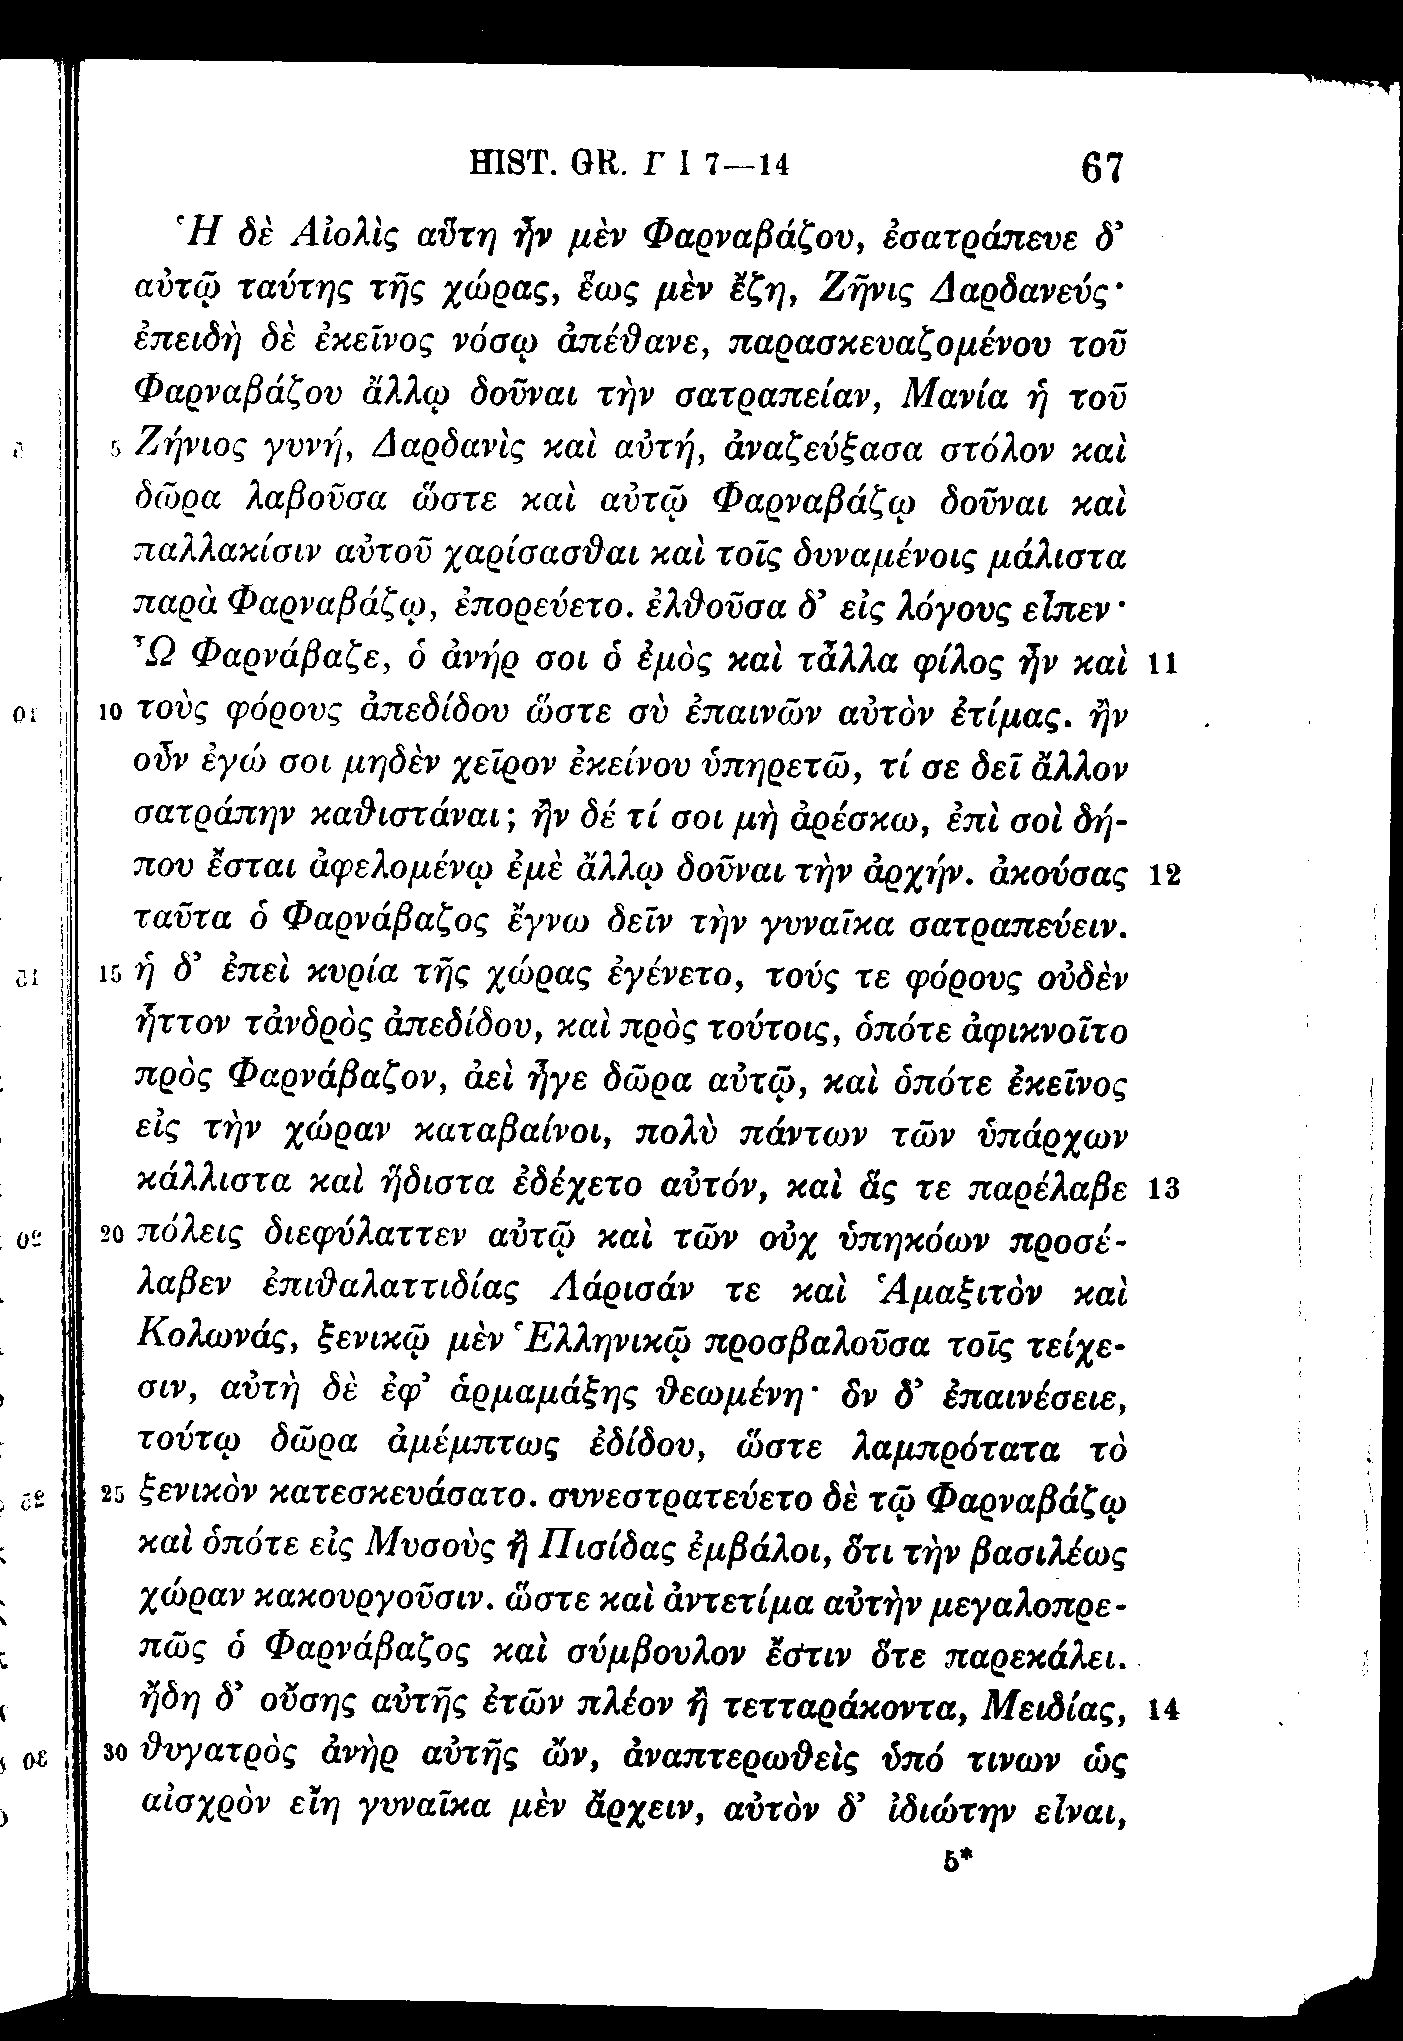 HIST. GR. Γ I 7—14 67
Ἡ δὲ Αἰολὶς αὕτη ἦν μὲν Φαρναβάζου, ἐσατράπευε δ’
αὐτῷ ταύτης τῆς χώρας, ἕως μὲν ἔζη, Ζῆνις Δαρδανεύς·
ἐπειδὴ δὲ ἐκεῖνος νόσῳ ἀπέθανε, παρασκευαζομένου τοῦ
Φαρναβάζου ἄλλῳ δοῦναι τὴν σατραπείαν, Μανία ἡ τοῦ
5 Ζήνιος γυνή, Δαρδανὶς καὶ αὐτή, ἀναζεύξασα στόλον καὶ
δῶρα λαβοῦσα ὥστε καὶ αὐτῷ Φαρναβάζῳ δοῦναι καὶ
παλλακίσιν αὐτοῦ χαρίσασθαι καὶ τοῖς δυναμένοις μάλιστα
παρὰ Φαρναβάζῳ, ἐπορεύετο. ἐλθοῦσα δ’ εἰς λόγους εἶπεν·
Ὦ Φαρνάβαζε, ὁ ἀνήρ σοι ὁ ἐμὸς καὶ τἆλλα φίλος ἦν καὶ 11
10 τοὺς φόρους ἀπεδίδου ὥστε σὺ ἐπαινῶν αὐτὸν ἐτίμας. ἢν
οὖν ἐγώ σοι μηδὲν χεῖρον ἐκείνου ὑπηρετῶ, τί σε δεῖ ἄλλον
σατράπην καθιστάναι; ἢν δέ τί σοι μὴ ἀρέσκω, ἐπὶ σοὶ δή-
που ἔσται ἀφελομένῳ ἐμὲ ἄλλῳ δοῦναι τὴν ἀρχήν. ἀκούσας 12
ταῦτα ὁ Φαρνάβαζος ἔγνω δεῖν τὴν γυναῖκα σατραπεύειν.
15 ἡ δ’ ἐπεὶ κυρία τῆς χώρας ἐγένετο, τούς τε φόρους οὐδὲν
ἧττον τἀνδρὸς ἀπεδίδου, καὶ πρὸς τούτοις, ὁπότε ἀφικνοῖτο
πρὸς Φαρνάβαζον, ἀεὶ ἦγε δῶρα αὐτῷ, καὶ ὁπότε ἐκεῖνος
εἰς τὴν χώραν καταβαίνοι, πολὺ πάντων τῶν ὑπάρχων
κάλλιστα καὶ ἥδιστα ἐδέχετο αὐτόν, καὶ ἅς τε παρέλαβε 13
20 πόλεις διεφύλαττεν αὐτῷ καὶ τῶν οὐχ ὑπηκόων προσέ-
λαβεν ἐπιθαλαττιδίας Λάρισάν τε καὶ Ἁμαξιτὸν καὶ
Κολωνάς, ξενικῷ μὲν Ἑλληνικῷ προσβαλοῦσα τοῖς τείχε-
σιν, αὐτὴ δὲ ἐφ’ ἁρμαμάξης θεωμένη· ὃν δ’ ἐπαινέσειε,
τούτῳ δῶρα ἀμέμπτως ἐδίδου, ὥστε λαμπρότατα τὸ
25 ξενικὸν κατεσκευάσατο. συνεστρατεύετο δὲ τῷ Φαρναβάζῳ
καὶ ὁπότε εἰς Μυσοὺς ἢ Πισίδας ἐμβάλοι, ὅτι τὴν βασιλέως
χώραν κακουργοῦσιν. ὥστε καὶ ἀντετίμα αὐτὴν μεγαλοπρε-
πῶς ὁ Φαρνάβαζος καὶ σύμβουλον ἔστιν ὅτε παρεκάλει.
ἤδη δ’ οὔσης αὐτῆς ἐτῶν πλέον ἢ τετταράκοντα, Μειδίας, 14
30 θυγατρὸς ἀνὴρ αὐτῆς ὤν, ἀναπτερωθεὶς ὑπό τινων ὡς
αἰσχρὸν εἴη γυναῖκα μὲν ἄρχειν, αὐτὸν δ’ ἰδιώτην εἶναι,
5*